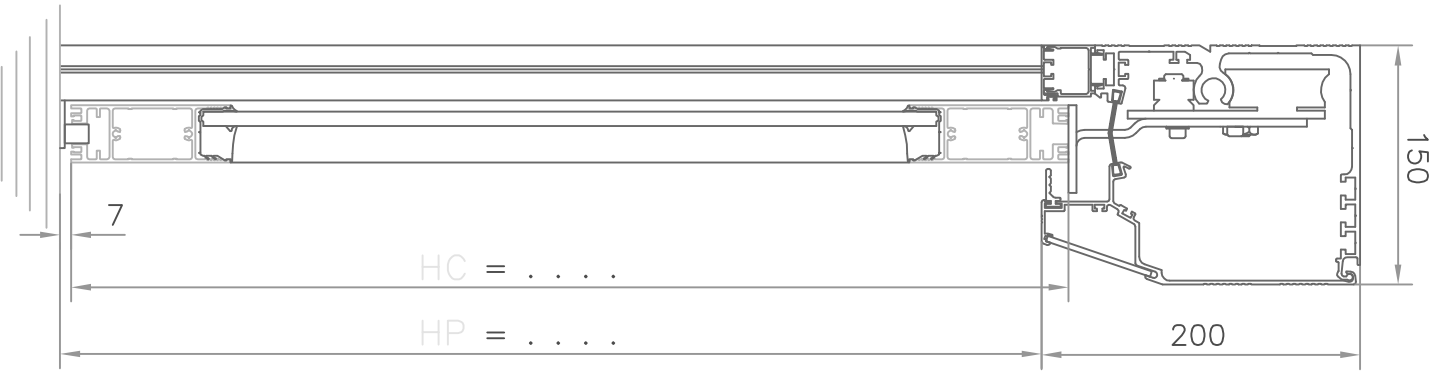 7
HC = . . . .
HP = . . . .
200
150